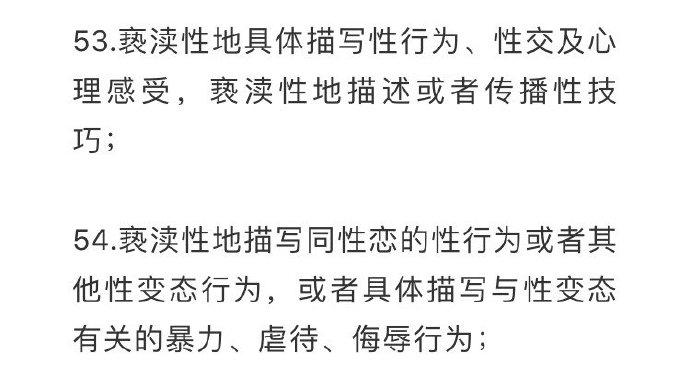 53.亵渎性地具体描写性行为、性交及心
理感受，亵渎性地描述或者传播性技
巧；
54.亵渎性地描写同性恋的性行为或者其
他性变态行为，或者具体描写与性变态
有关的暴力、虐待、侮辱行为；